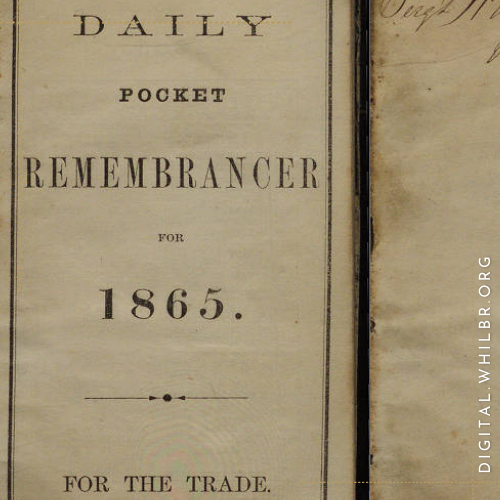 DAILY
POCKET
REMEMBRANCER
FOR
1865.
FOR THE TRADE.
DIGITAL.WHILBR.ORG